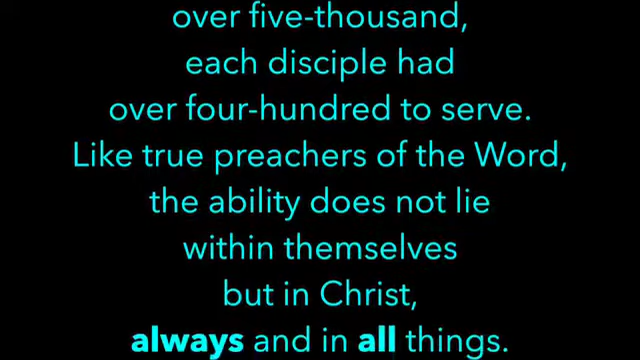 over five-thousand,
each disciple had
over four-hundred to serve.
Like true preachers of the Word,
the ability does not lie
within themselves
but in Christ,
always and in all things.